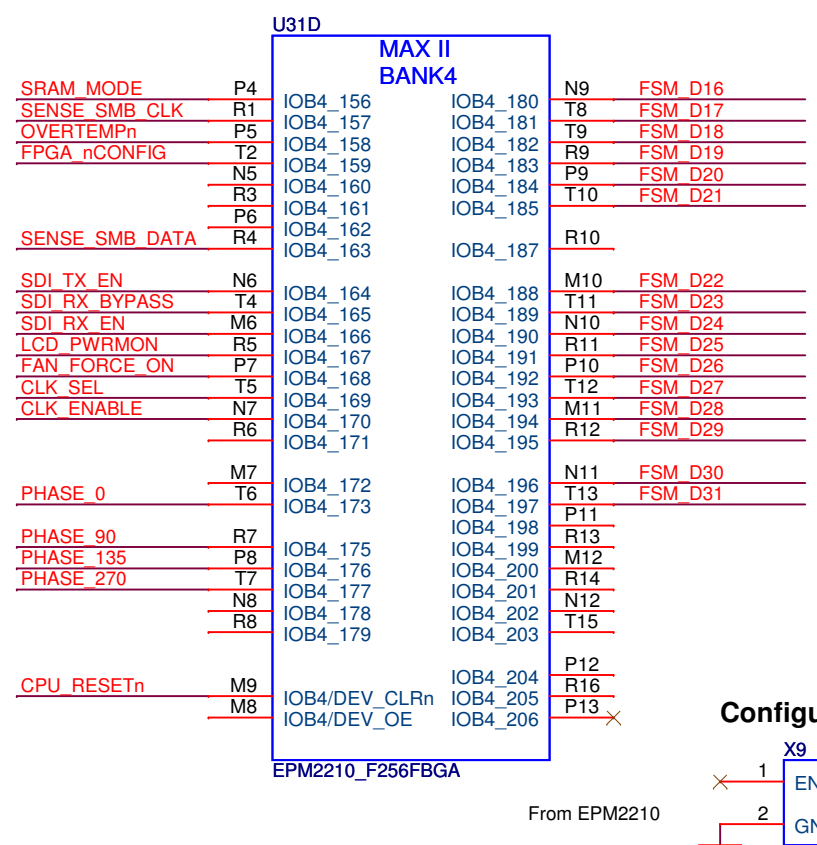 U31D
MAX II
BANK4
SRAM_MODE P4 IOB4_156 IOB4_180 N9 FSM_D16
SENSE_SMB_CLK R1 IOB4_157 IOB4_181 T8 FSM_D17
OVERTEMPn P5 IOB4_158 IOB4_182 T9 FSM_D18
FPGA_nCONFIG T2 IOB4_159 IOB4_183 R9 FSM_D19
N5 IOB4_160 IOB4_184 P9 FSM_D20
R3 IOB4_161 IOB4_185 T10 FSM_D21
P6 IOB4_162
SENSE_SMB_DATA R4 IOB4_163 IOB4_187 R10
SDI_TX_EN N6 IOB4_164 IOB4_188 M10 FSM_D22
SDI_RX_BYPASS T4 IOB4_165 IOB4_189 T11 FSM_D23
SDI_RX_EN M6 IOB4_166 IOB4_190 N10 FSM_D24
LCD_PWRMON R5 IOB4_167 IOB4_191 R11 FSM_D25
FAN_FORCE_ON P7 IOB4_168 IOB4_192 P10 FSM_D26
CLK_SEL T5 IOB4_169 IOB4_193 T12 FSM_D27
CLK_ENABLE N7 IOB4_170 IOB4_194 M11 FSM_D28
R6 IOB4_171 IOB4_195 R12 FSM_D29
M7 IOB4_172 IOB4_196 N11 FSM_D30
PHASE_0 T6 IOB4_173 IOB4_197 T13 FSM_D31
IOB4_198 P11
PHASE_90 R7 IOB4_175 IOB4_199 R13
PHASE_135 P8 IOB4_176 IOB4_200 M12
PHASE_270 T7 IOB4_177 IOB4_201 R14
N8 IOB4_178 IOB4_202 N12
R8 IOB4_179 IOB4_203 T15
IOB4_204 P12
CPU_RESETn M9 IOB4/DEV_CLRn IOB4_205 R16
M8 IOB4/DEV_OE IOB4_206 P13
EPM2210_F256FBGA
Configu
X9
1 EN
From EPM2210
2 GN